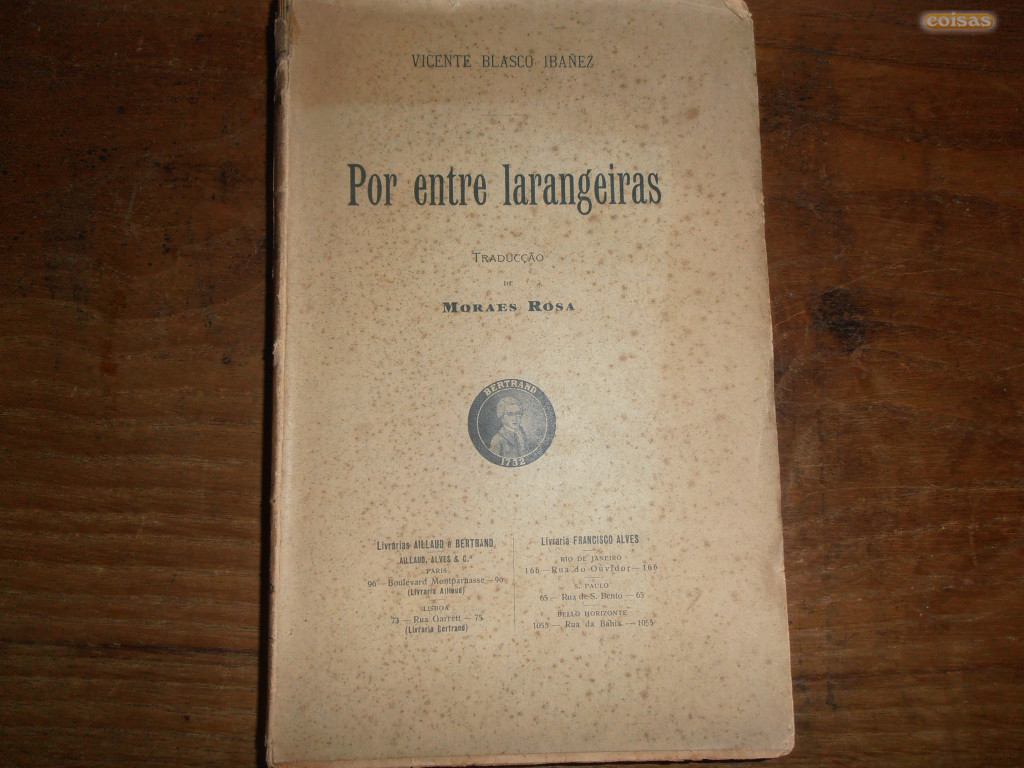 coisas
VICENTE BLASCO IBAÑEZ
Por entre larangeiras
TRADUCÇÃO
DE
MORAES ROSA
BERTRAND
1732
Livrarias AILLAUD e BERTRAND
AILLAUD, ALVES & C.ª
PARIS
96—Boulevard Montparnasse—96
(Livraria Aillaud)
LISBOA
73—Rua Garrett—75
(Livraria Bertrand)
Livraria FRANCISCO ALVES
RIO DE JANEIRO
166—Rua do Ouvidor—166
S. PAULO
65—Rua de S. Bento—65
BELLO HORIZONTE
1055—Rua da Bahia—1055